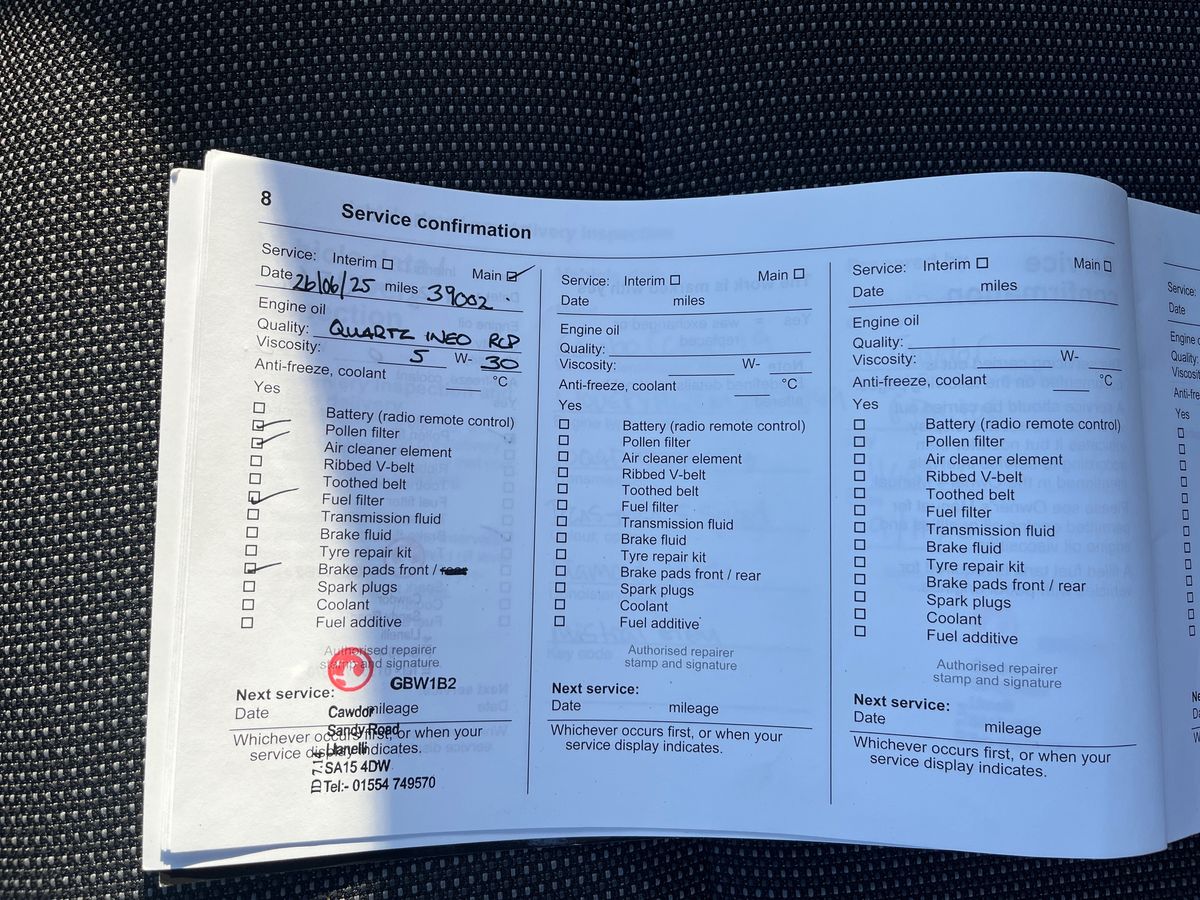 8
Service confirmation
Service: Interim ☐ Main ☑
Date 26/06/25 miles 39002
Engine oil
Quality: QUARTZ INEO RCP
Viscosity: 5 W- 30
Anti-freeze, coolant °C
Yes
Battery (radio remote control)
Pollen filter
Air cleaner element
Ribbed V-belt
Toothed belt
Fuel filter
Transmission fluid
Brake fluid
Tyre repair kit
Brake pads front / rear
Spark plugs
Coolant
Fuel additive
Authorised repairer
stamp and signature
GBW1B2
Next service:
Date mileage
Whichever occurs first, or when your
service display indicates.
Cawdor
Sandy Road
Llanelli
SA15 4DW
Tel:- 01554 749570
Service: Interim ☐ Main ☐
Date miles
Engine oil
Quality:
Viscosity: W-
Anti-freeze, coolant °C
Yes
Battery (radio remote control)
Pollen filter
Air cleaner element
Ribbed V-belt
Toothed belt
Fuel filter
Transmission fluid
Brake fluid
Tyre repair kit
Brake pads front / rear
Spark plugs
Coolant
Fuel additive
Authorised repairer
stamp and signature
Next service:
Date mileage
Whichever occurs first, or when your
service display indicates.
Service: Interim ☐ Main ☐
Date miles
Engine oil
Quality:
Viscosity: W-
Anti-freeze, coolant °C
Yes
Battery (radio remote control)
Pollen filter
Air cleaner element
Ribbed V-belt
Toothed belt
Fuel filter
Transmission fluid
Brake fluid
Tyre repair kit
Brake pads front / rear
Spark plugs
Coolant
Fuel additive
Authorised repairer
stamp and signature
Next service:
Date mileage
Whichever occurs first, or when your
service display indicates.
Service:
Date
Engine
Quality:
Yes